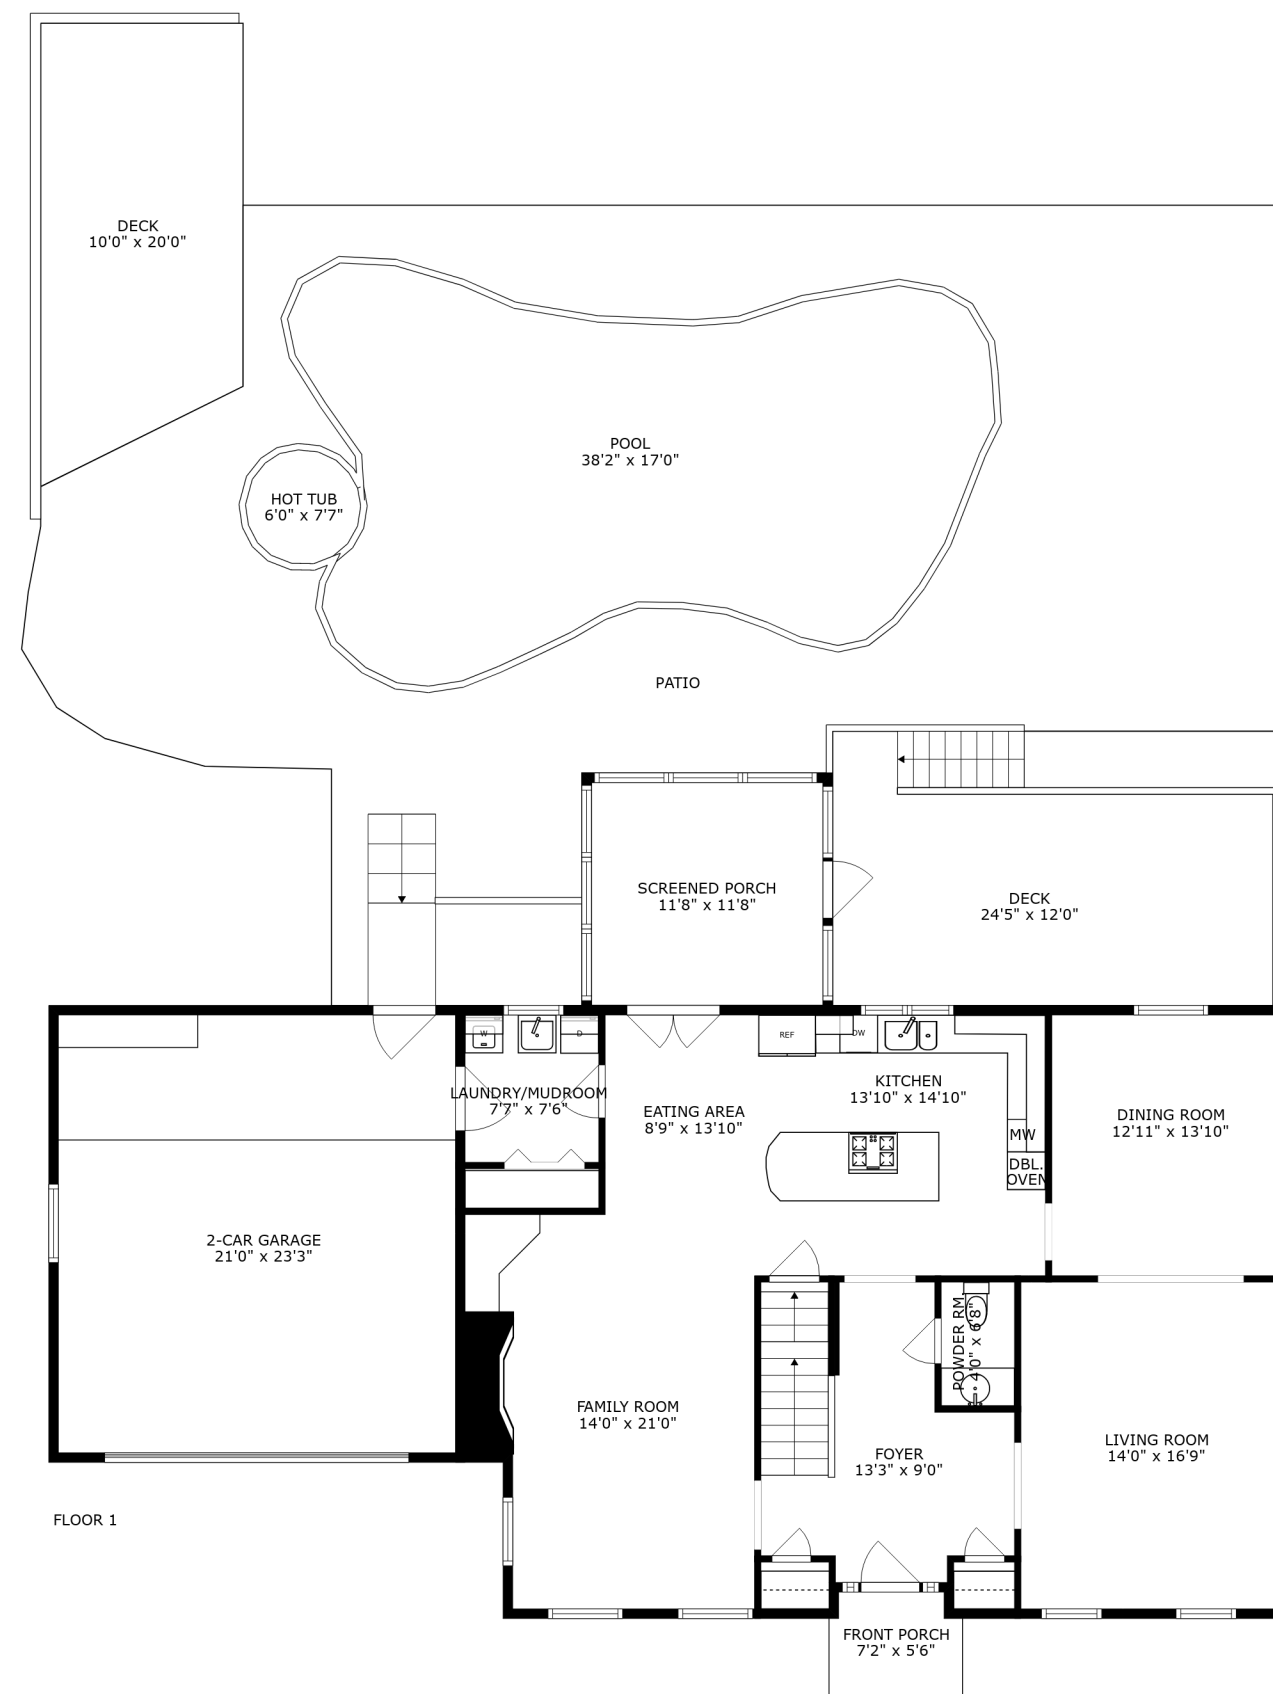 DECK
10'0" x 20'0"
POOL
38'2" x 17'0"
HOT TUB
6'0" x 7'7"
PATIO
SCREENED PORCH
11'8" x 11'8"
DECK
24'5" x 12'0"
W
D
REF
DW
LAUNDRY/MUDROOM
7'7" x 7'6"
EATING AREA
8'9" x 13'10"
KITCHEN
13'10" x 14'10"
MW
DBL.
OVEN
DINING ROOM
12'11" x 13'10"
2-CAR GARAGE
21'0" x 23'3"
POWDER RM.
4'0" x 6'8"
FAMILY ROOM
14'0" x 21'0"
FOYER
13'3" x 9'0"
LIVING ROOM
14'0" x 16'9"
FLOOR 1
FRONT PORCH
7'2" x 5'6"